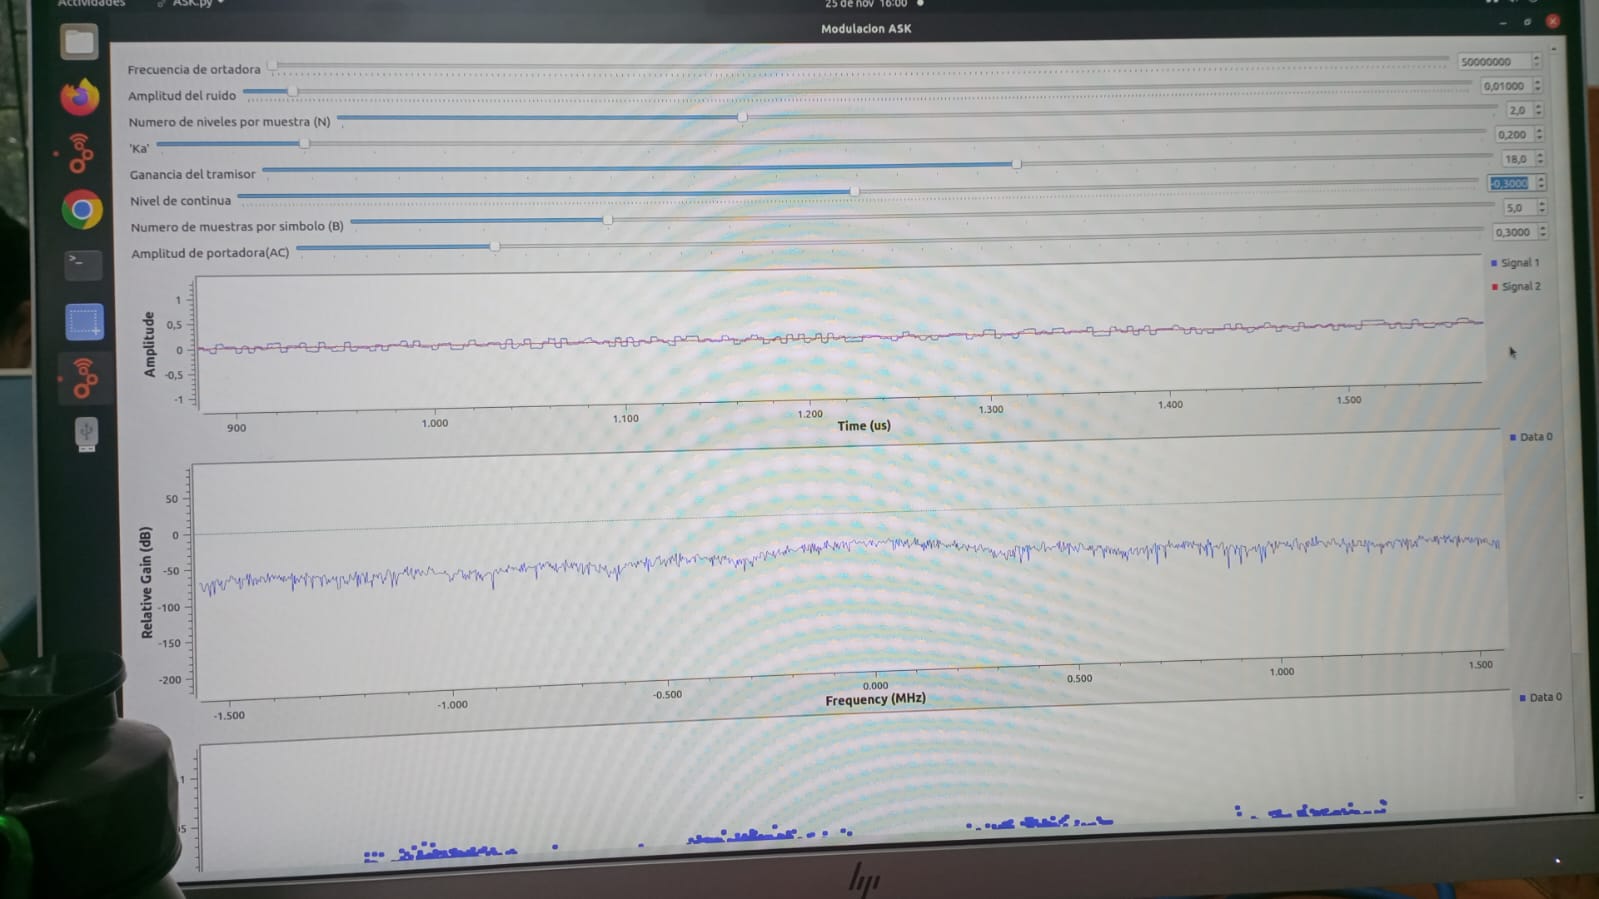 Actividades ASK.py 25 de nov 16:00
Modulacion ASK
Frecuencia de ortadora 50000000
Amplitud del ruido 0,01000
Numero de niveles por muestra (N) 2,0
'Ka' 0,200
Ganancia del tramisor 18,0
Nivel de continua -0,3000
Numero de muestras por simbolo (B) 5,0
Amplitud de portadora(AC) 0,3000
Signal 1
Signal 2
Amplitude
1
0,5
0
-0,5
-1
900 1.000 1.100 1.200 1.300 1.400 1.500
Time (us)
Data 0
Relative Gain (dB)
50
0
-50
-100
-150
-200
-1.500 -1.000 -0.500 0.000 0.500 1.000 1.500
Frequency (MHz)
Data 0
1
hp